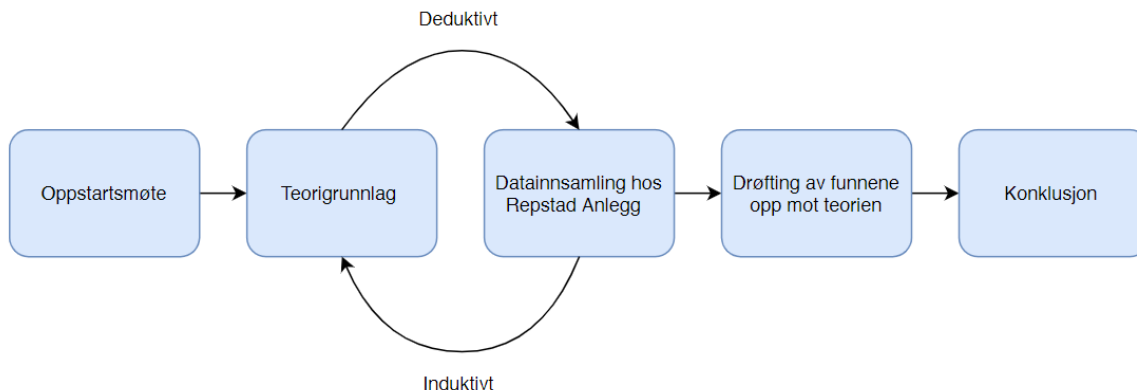 Deduktivt
Oppstartsmøte
Teorigrunnlag
Datainnsamling hos
Repstad Anlegg
Drøfting av funnene
opp mot teorien
Konklusjon
Induktivt